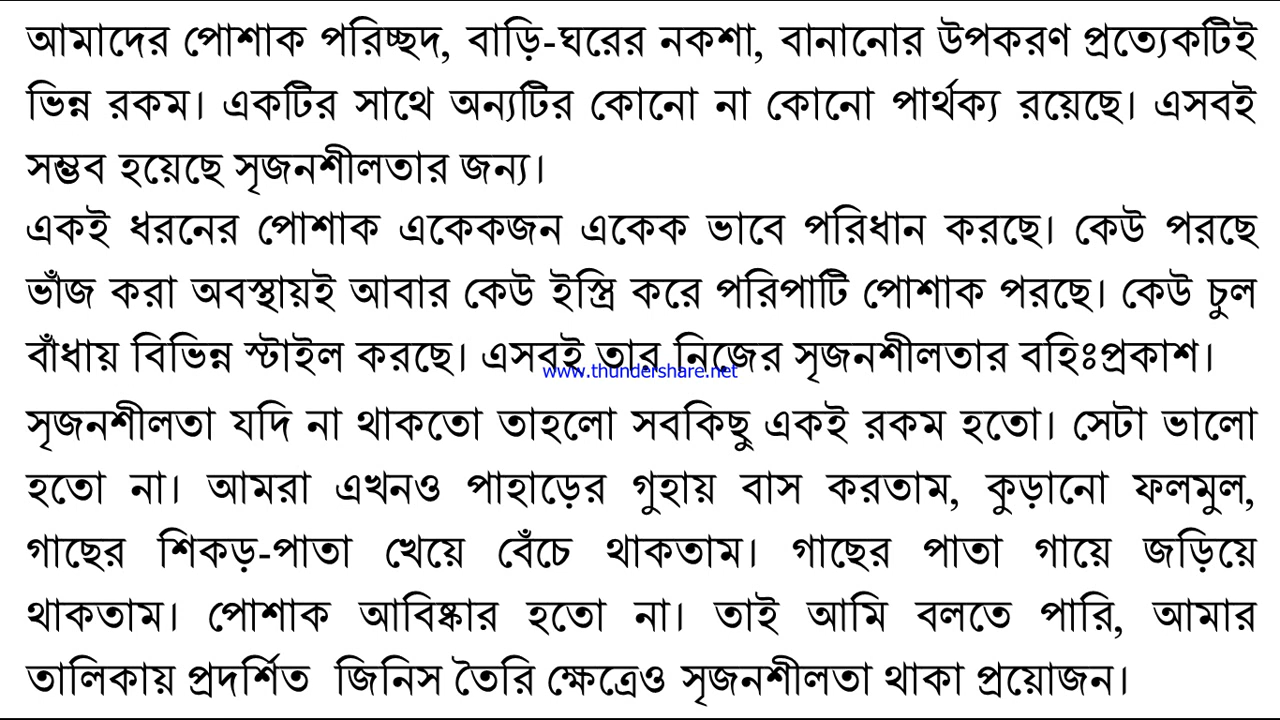 আমাদের পোশাক পরিচ্ছদ, বাড়ি-ঘরের নকশা, বানানোর উপকরণ প্রত্যেকটিই
ভিন্ন রকম। একটির সাথে অন্যটির কোনো না কোনো পার্থক্য রয়েছে। এসবই
সম্ভব হয়েছে সৃজনশীলতার জন্য।
একই ধরনের পোশাক একেকজন একেক ভাবে পরিধান করছে। কেউ পরছে
ভাঁজ করা অবস্থায়ই আবার কেউ ইস্ত্রি করে পরিপাটি পোশাক পরছে। কেউ চুল
বাঁধায় বিভিন্ন স্টাইল করছে। এসবই তার নিজের সৃজনশীলতার বহিঃপ্রকাশ।
www.thundershare.net
সৃজনশীলতা যদি না থাকতো তাহলো সবকিছু একই রকম হতো। সেটা ভালো
হতো না। আমরা এখনও পাহাড়ের গুহায় বাস করতাম, কুড়ানো ফলমুল,
গাছের শিকড়-পাতা খেয়ে বেঁচে থাকতাম। গাছের পাতা গায়ে জড়িয়ে
থাকতাম। পোশাক আবিষ্কার হতো না। তাই আমি বলতে পারি, আমার
তালিকায় প্রদর্শিত জিনিস তৈরি ক্ষেত্রেও সৃজনশীলতা থাকা প্রয়োজন।